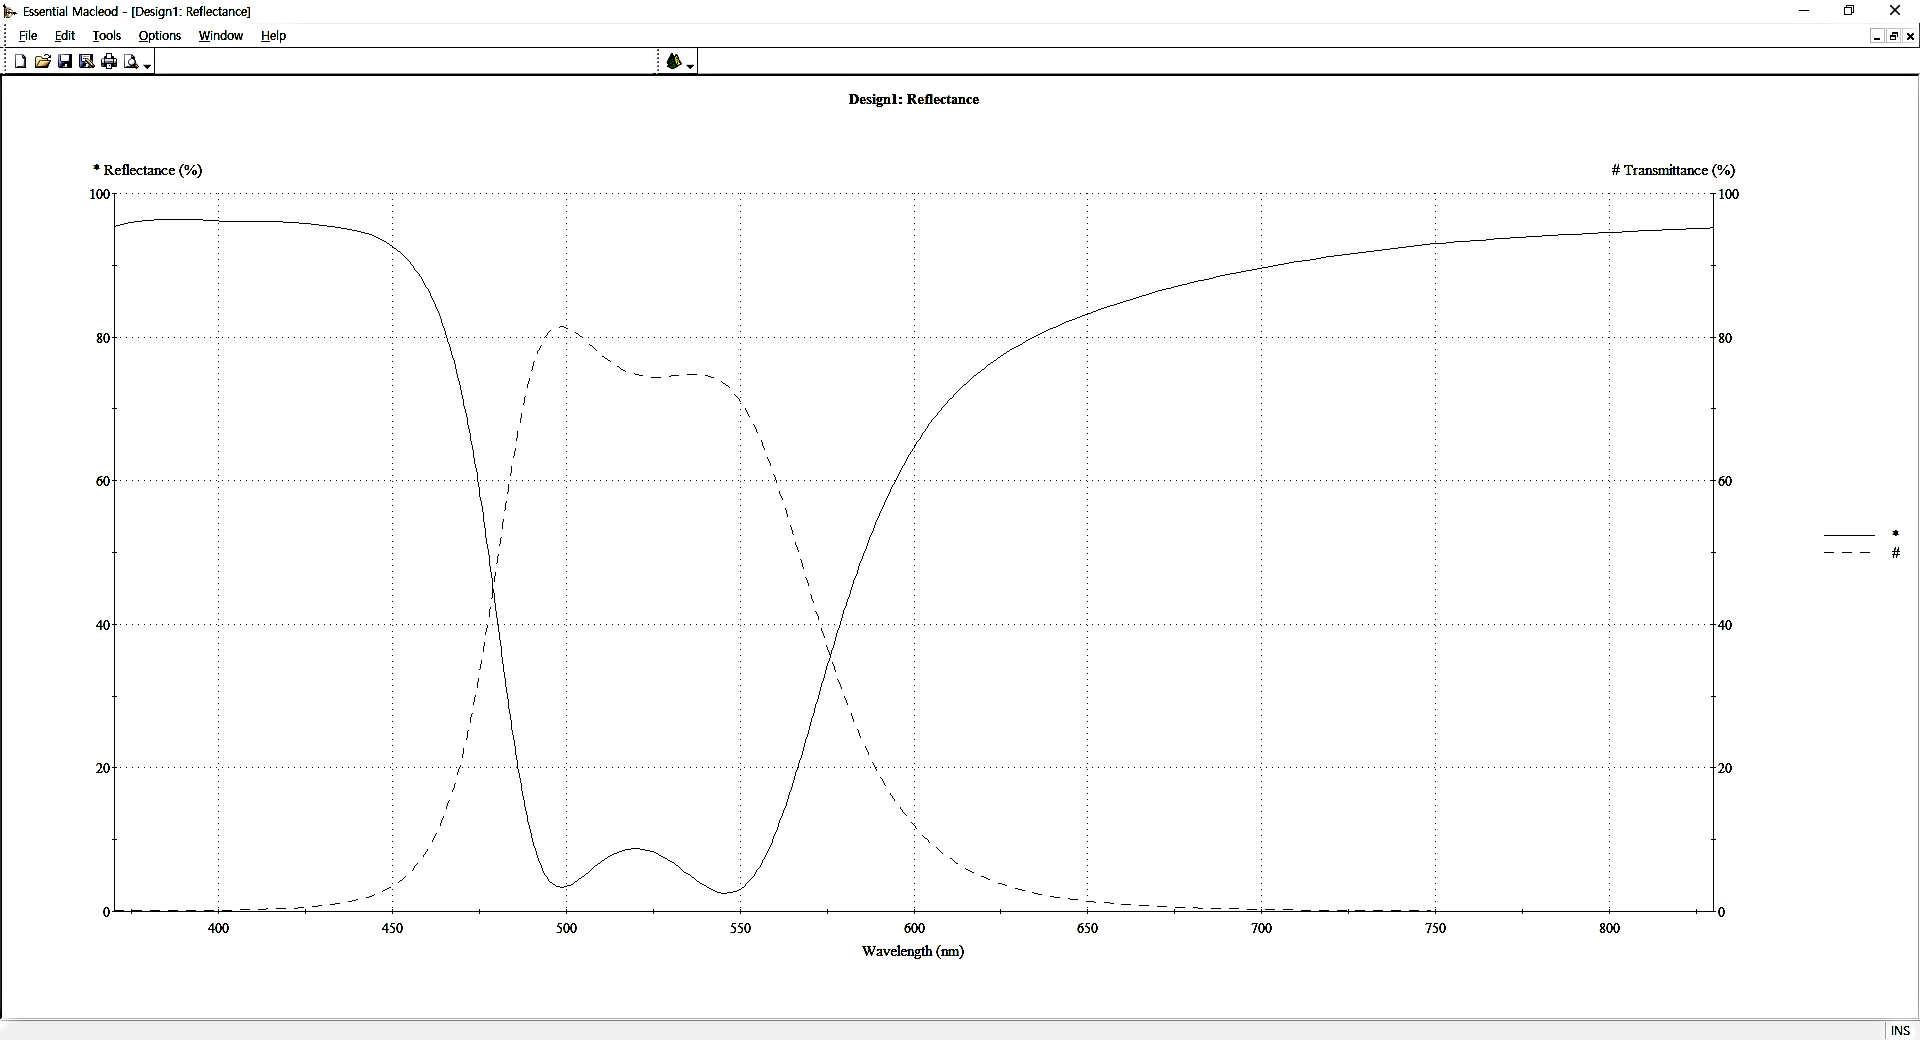 Essential Macleod - [Design1: Reflectance]
File Edit Tools Options Window Help
Design1: Reflectance
* Reflectance (%)
# Transmittance (%)
100
80
60
40
20
0
100
80
60
40
20
0
*
#
400 450 500 550 600 650 700 750 800
Wavelength (nm)
INS